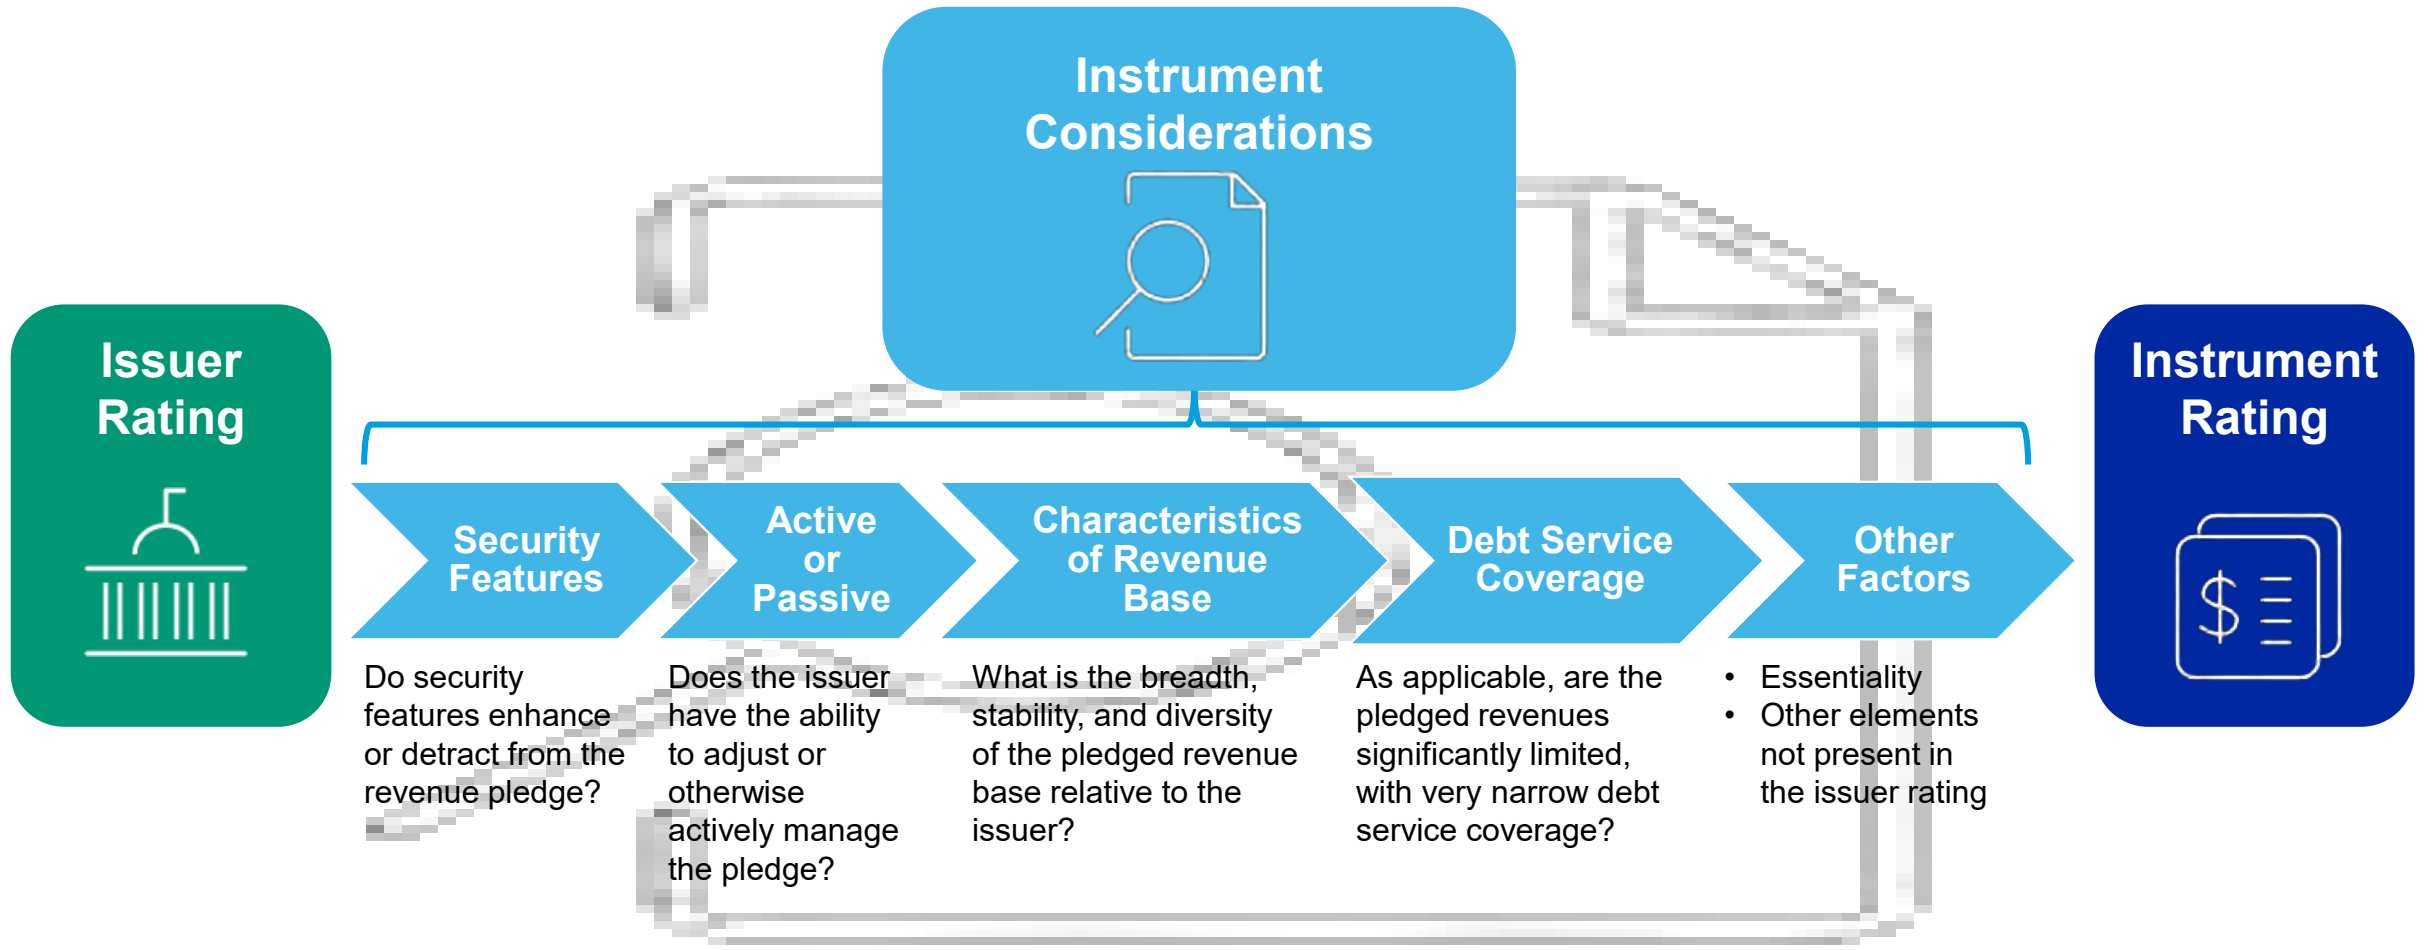 Instrument
Considerations
Issuer
Rating
Instrument
Rating
Security
Features
Active
or
Passive
Characteristics
of Revenue
Base
Debt Service
Coverage
Other
Factors
Do security
features enhance
or detract from the
revenue pledge?
Does the issuer
have the ability
to adjust or
otherwise
actively manage
the pledge?
What is the breadth,
stability, and diversity
of the pledged revenue
base relative to the
issuer?
As applicable, are the
pledged revenues
significantly limited,
with very narrow debt
service coverage?
• Essentiality
• Other elements
not present in
the issuer rating
$